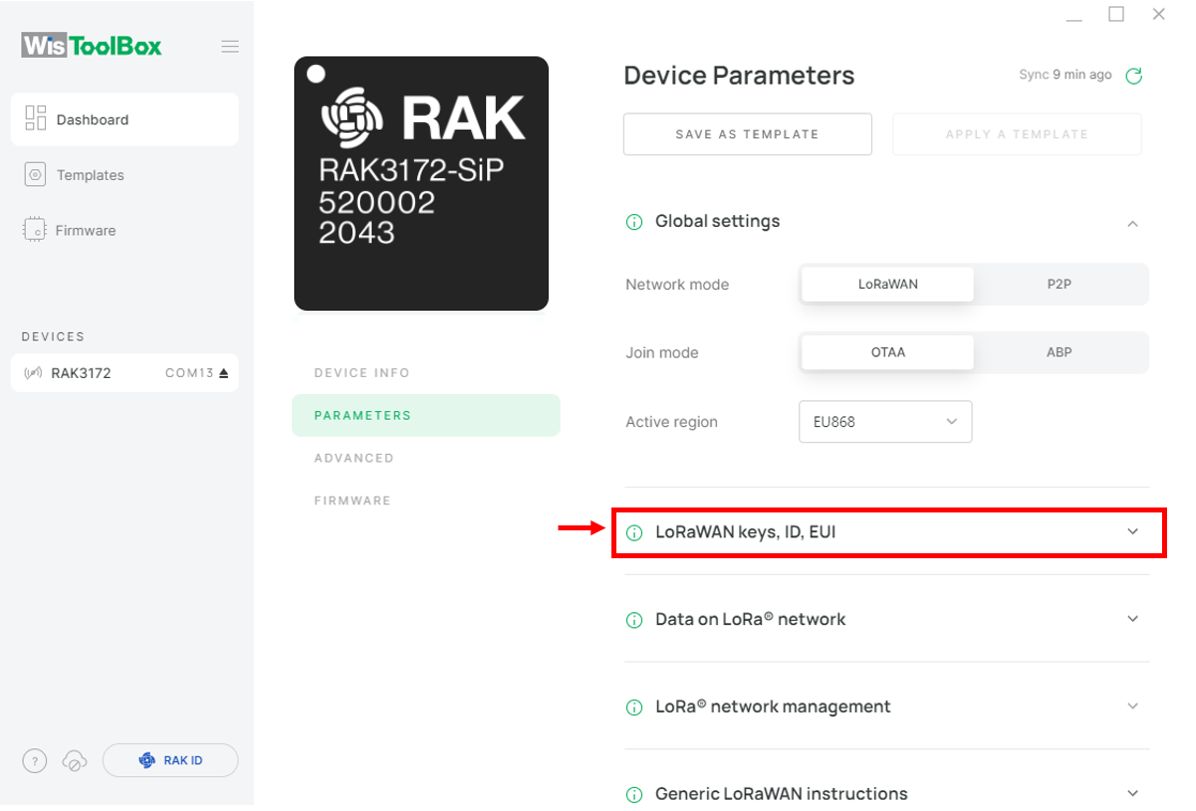 WisToolBox
Dashboard
Templates
Firmware
DEVICES
RAK3172 COM13
? RAK ID
RAK
RAK3172-SiP
520002
2043
DEVICE INFO
PARAMETERS
ADVANCED
FIRMWARE
Device Parameters Sync 9 min ago
SAVE AS TEMPLATE APPLY A TEMPLATE
Global settings
Network mode LoRaWAN P2P
Join mode OTAA ABP
Active region EU868
LoRaWAN keys, ID, EUI
Data on LoRa® network
LoRa® network management
Generic LoRaWAN instructions